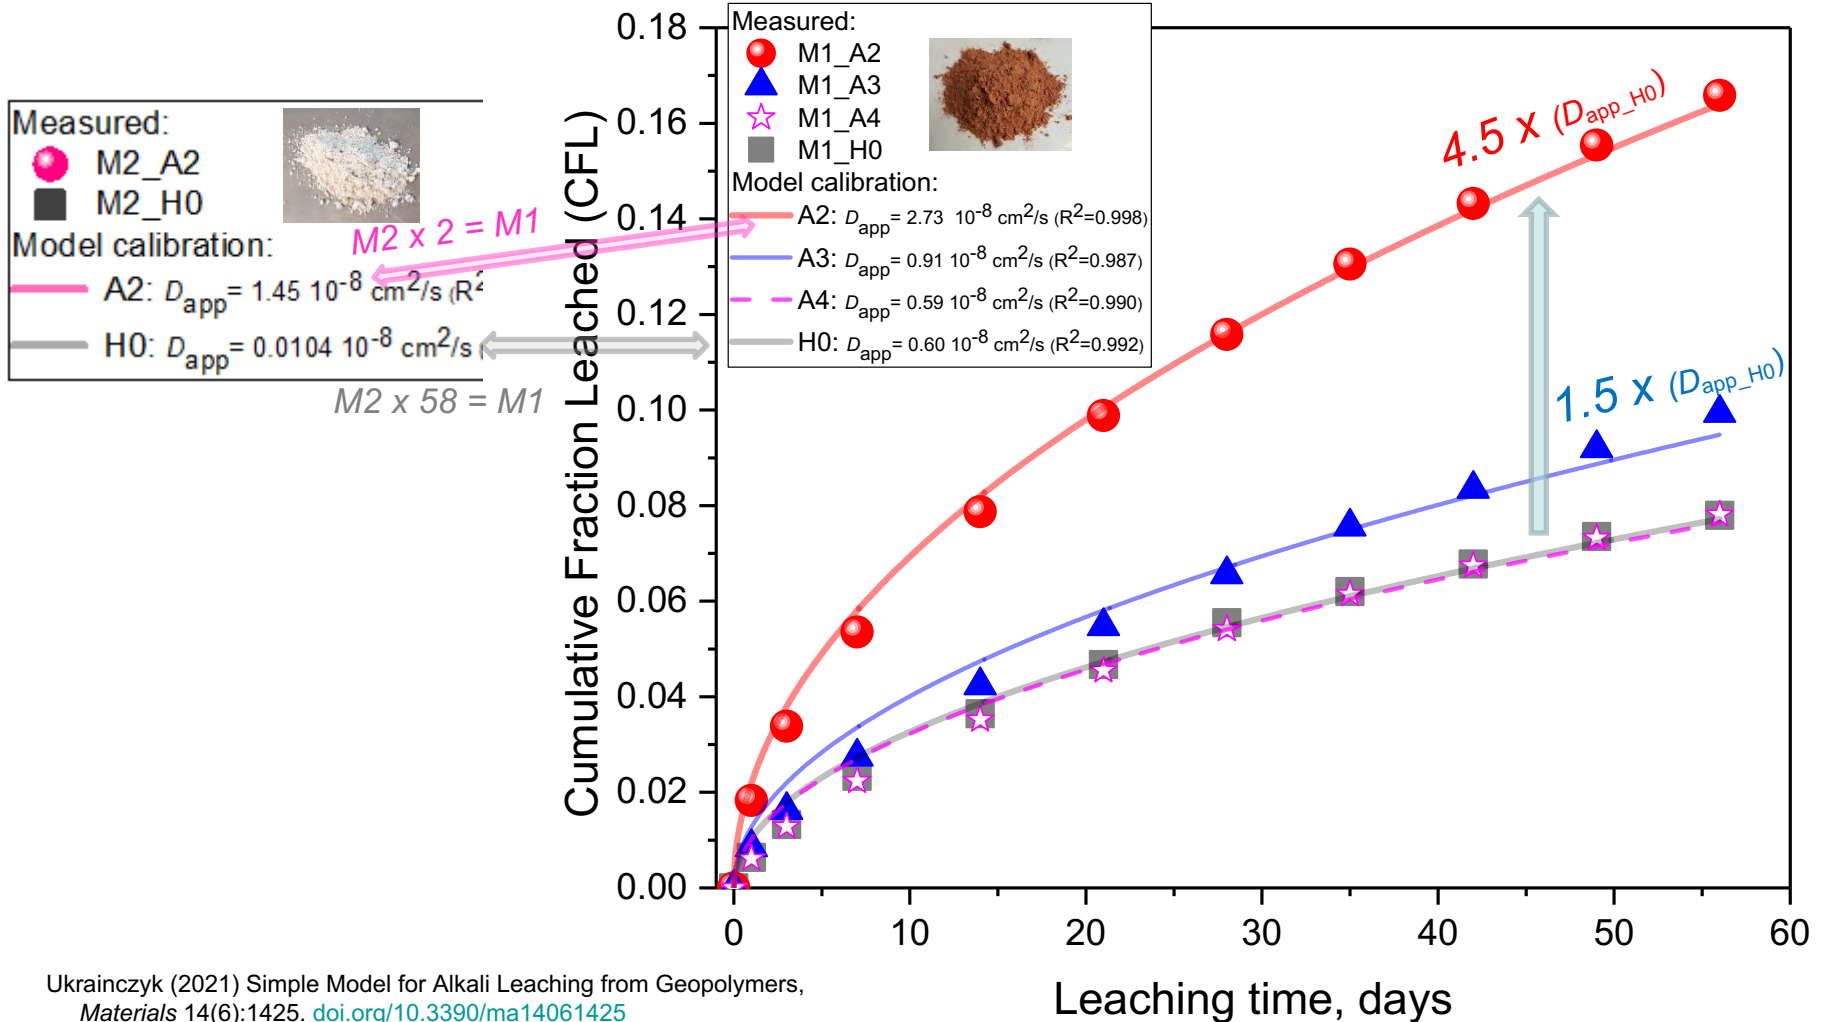 Measured:
M2_A2
M2_H0
Model calibration:
A2: Dapp= 1.45 10-8 cm2/s (R2
H0: Dapp= 0.0104 10-8 cm2/s (
M2 x 2 = M1
M2 x 58 = M1
Measured:
M1_A2
M1_A3
M1_A4
M1_H0
Model calibration:
A2: Dapp = 2.73 10-8 cm2/s (R2=0.998)
A3: Dapp= 0.91 10-8 cm2/s (R2=0.987)
A4: Dapp= 0.59 10-8 cm2/s (R2=0.990)
H0: Dapp= 0.60 10-8 cm2/s (R2=0.992)
4.5 x (Dapp_H0)
1.5 x (Dapp_H0)
Cumulative Fraction Leached (CFL)
0.18
0.16
0.14
0.12
0.10
0.08
0.06
0.04
0.02
0.00
0 10 20 30 40 50 60
Leaching time, days
Ukrainczyk (2021) Simple Model for Alkali Leaching from Geopolymers,
Materials 14(6):1425. doi.org/10.3390/ma14061425